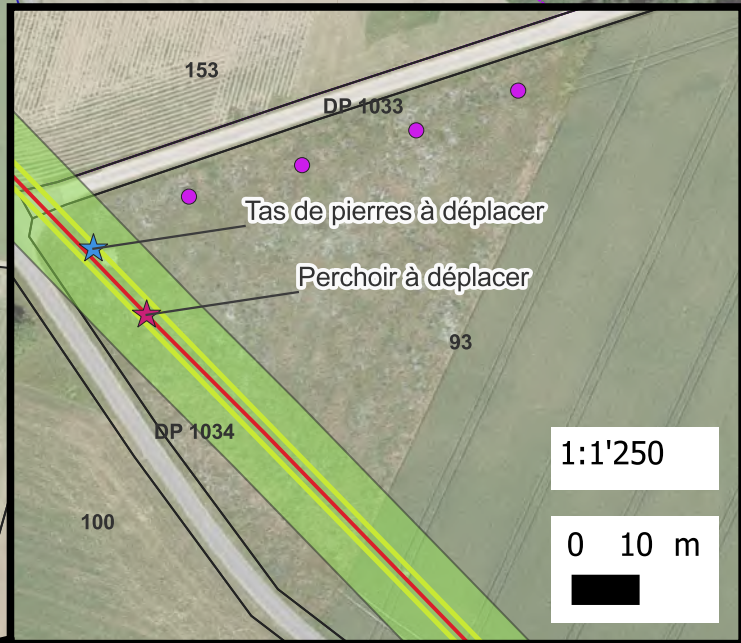 153
DP 1033
Tas de pierres à déplacer
Perchoir à déplacer
93
DP 1034
1:1'250
100
0 10 m